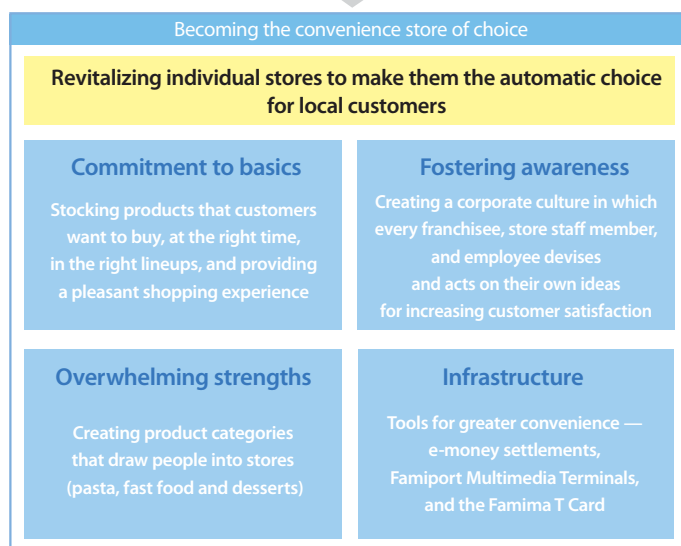 Becoming the convenience store of choice
Revitalizing individual stores to make them the automatic choice
for local customers
Commitment to basics
Stocking products that customers
want to buy, at the right time,
in the right lineups, and providing
a pleasant shopping experience
Fostering awareness
Creating a corporate culture in which
every franchisee, store staff member,
and employee devises
and acts on their own ideas
for increasing customer satisfaction
Overwhelming strengths
Creating product categories
that draw people into stores
(pasta, fast food and desserts)
Infrastructure
Tools for greater convenience —
e-money settlements,
Famiport Multimedia Terminals,
and the Famima T Card